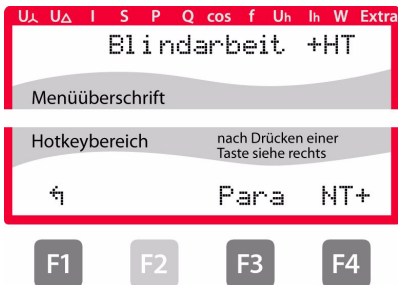 U⅄ U△ I S P Q cos f Uh Ih W Extra
Blindarbeit +HT
Menüüberschrift
Hotkeybereich
nach Drücken einer
Taste siehe rechts
Para NT+
F1 F2 F3 F4